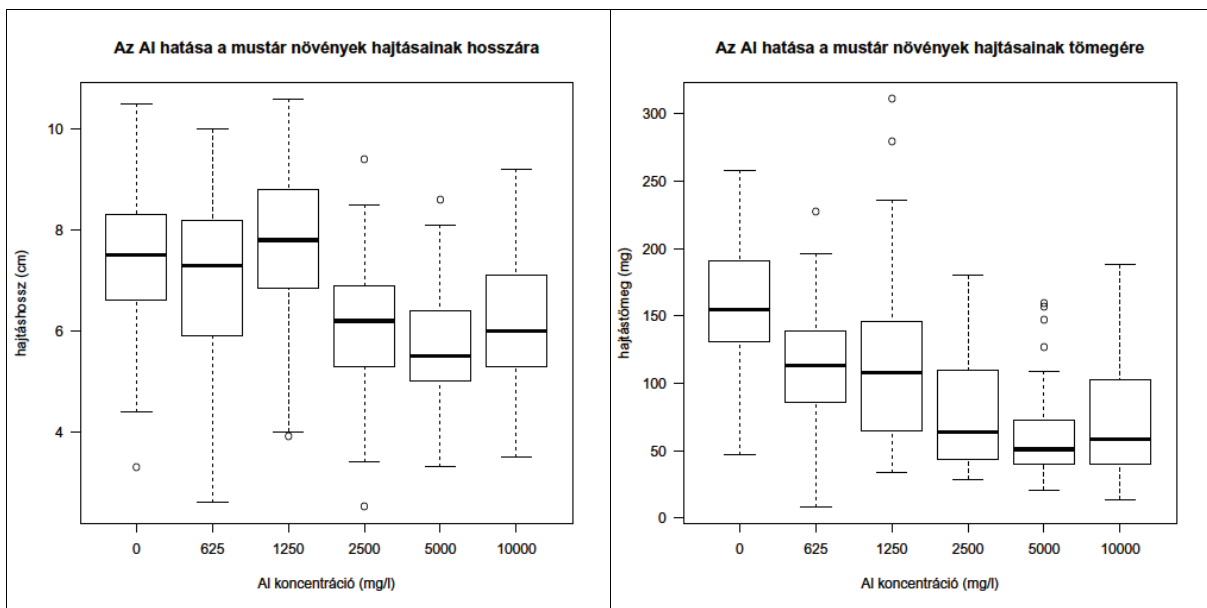 Az Al hatása a mustár növények hajtásainak hosszára
hajtáshossz (cm)
10
8
6
4
0 625 1250 2500 5000 10000
Al koncentráció (mg/l)
Az Al hatása a mustár növények hajtásainak tömegére
hajtástömeg (mg)
300
250
200
150
100
50
0
0 625 1250 2500 5000 10000
Al koncentráció (mg/l)